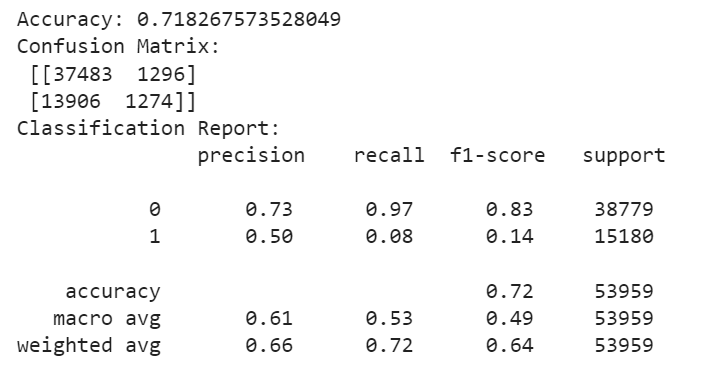 Accuracy: 0.718267573528049
Confusion Matrix:
[[37483 1296]
[13906 1274]]
Classification Report:
precision recall f1-score support
0 0.73 0.97 0.83 38779
1 0.50 0.08 0.14 15180
accuracy 0.72 53959
macro avg 0.61 0.53 0.49 53959
weighted avg 0.66 0.72 0.64 53959